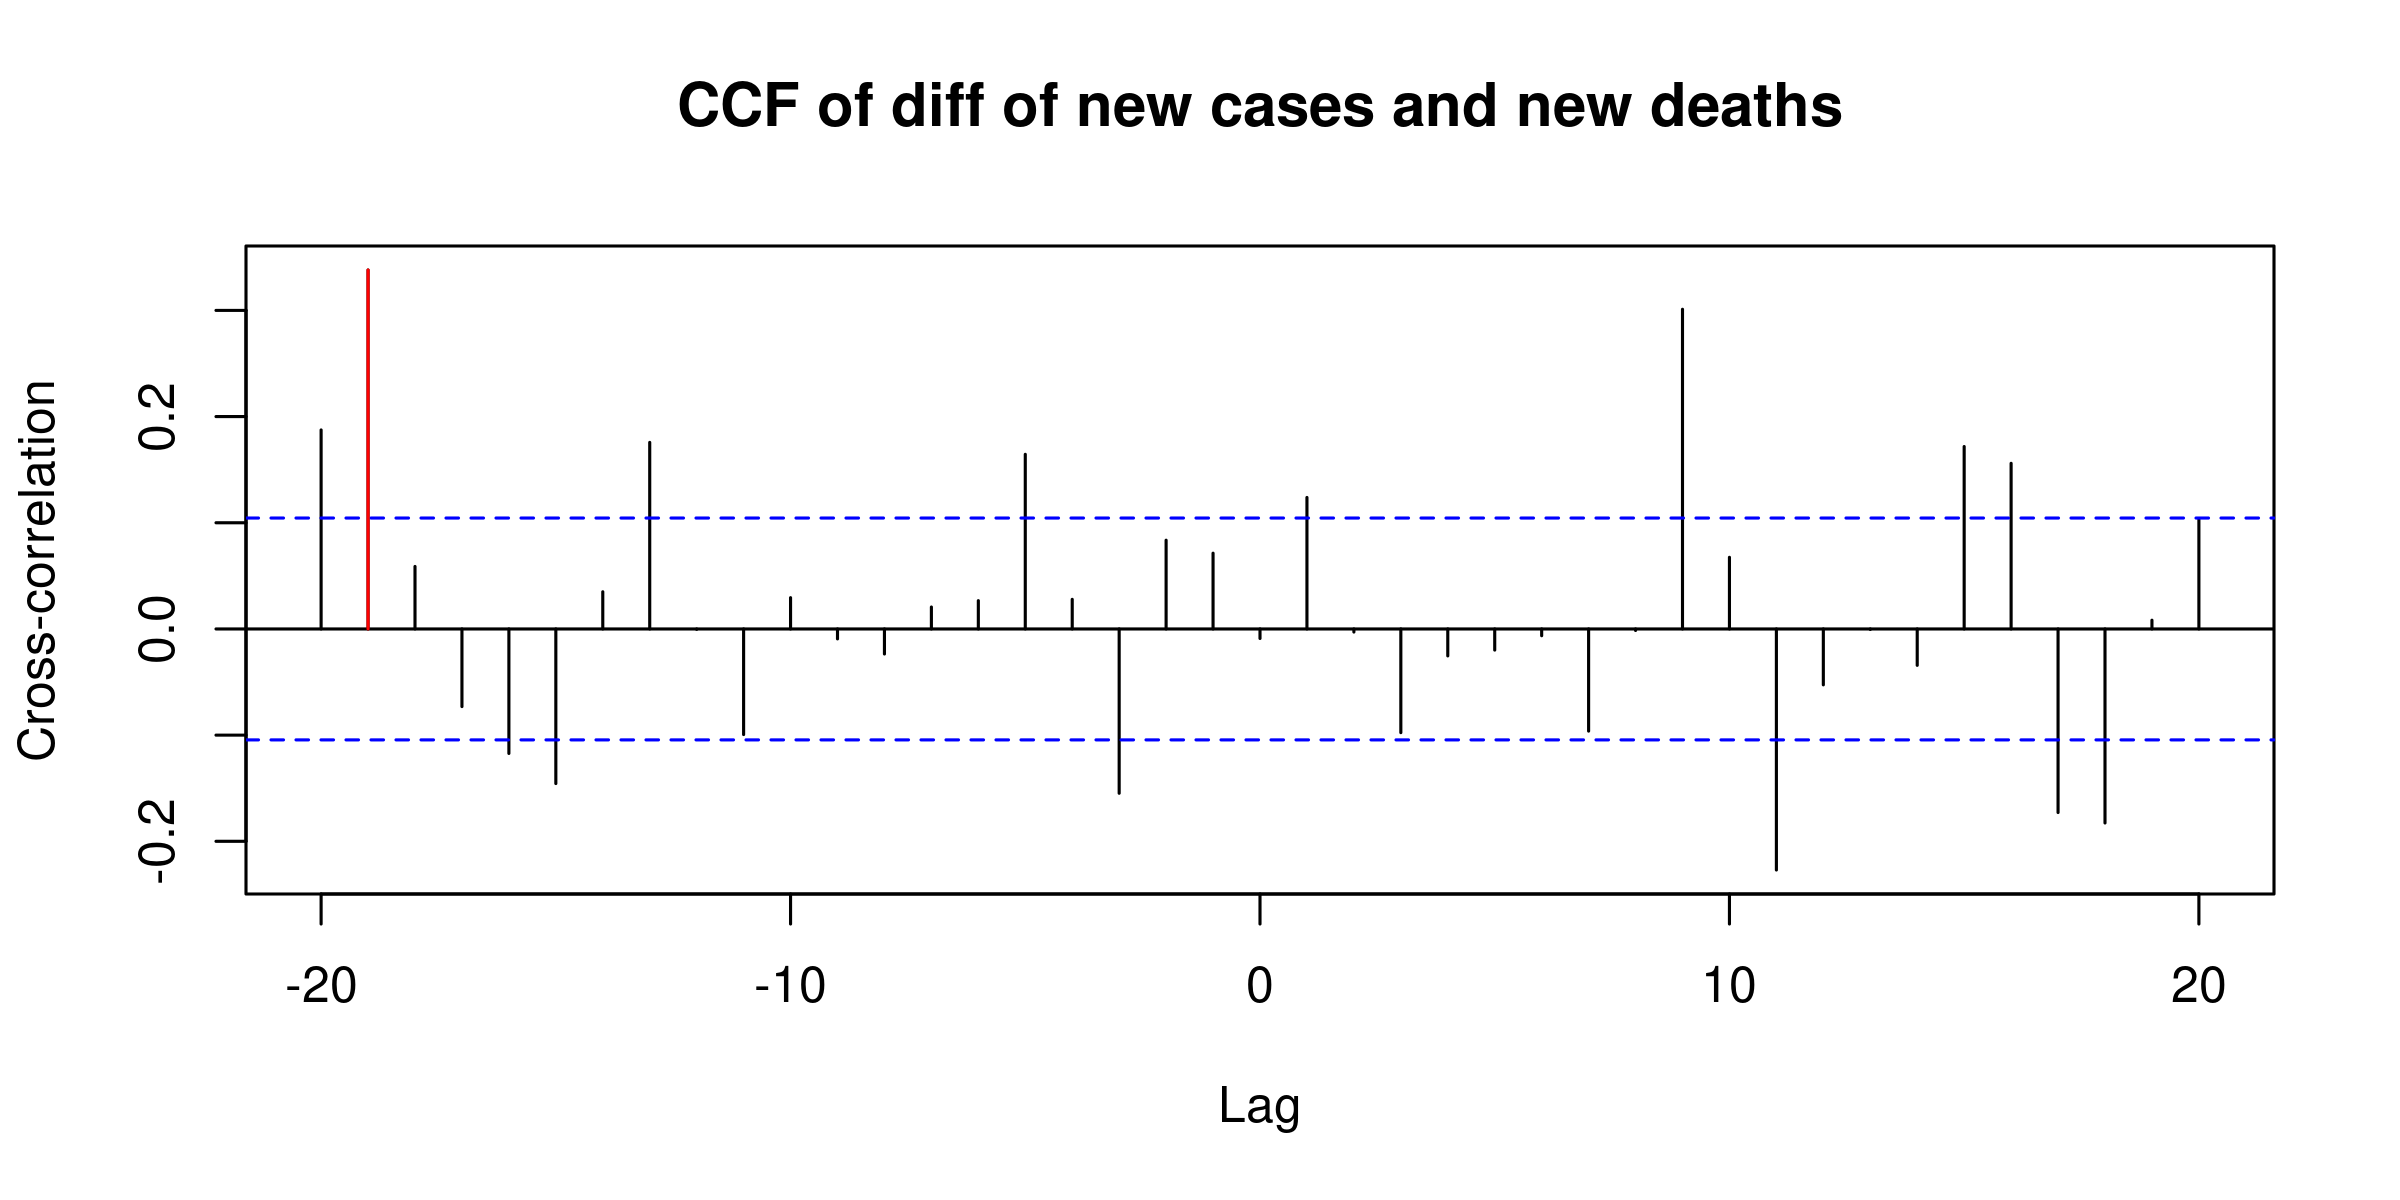 CCF of diff of new cases and new deaths
Cross-correlation
0.2
0.0
-0.2
-20 -10 0 10 20
Lag